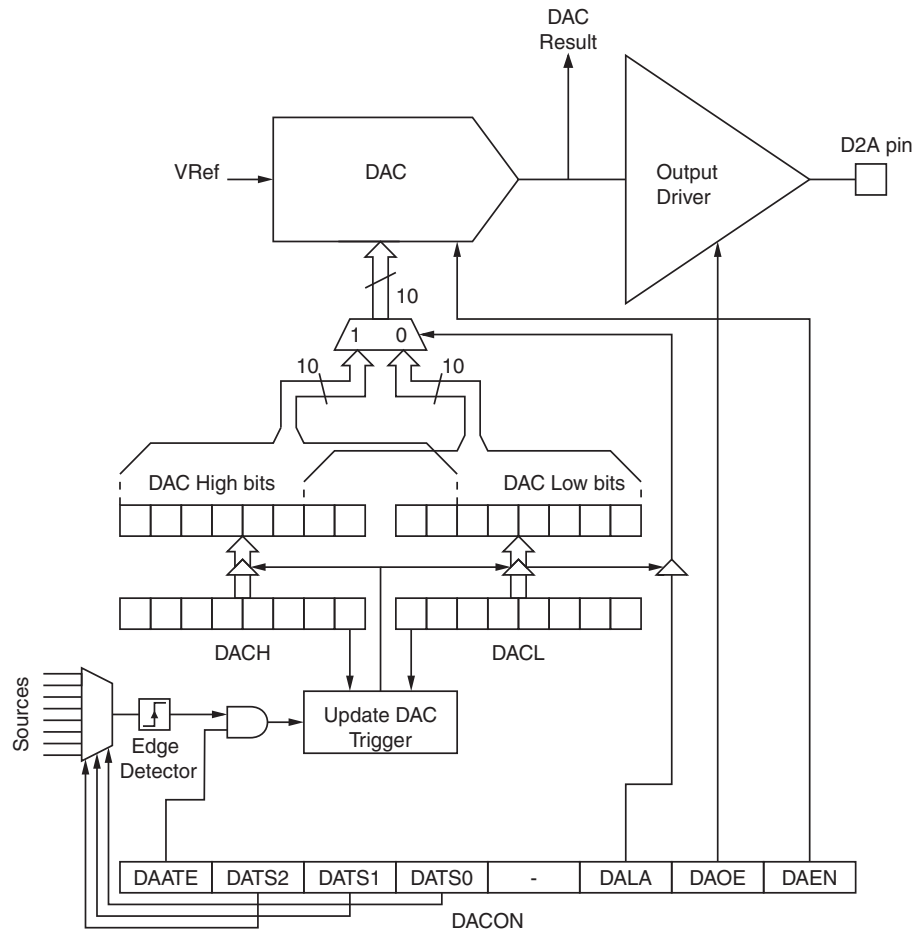 DAC
Result
D2A pin
VRef
DAC
Output
Driver
10
1 0
10 10
DAC High bits DAC Low bits
DACH DACL
Sources
Update DAC
Trigger
Edge
Detector
DAATE DATS2 DATS1 DATS0 - DALA DAOE DAEN
DACON